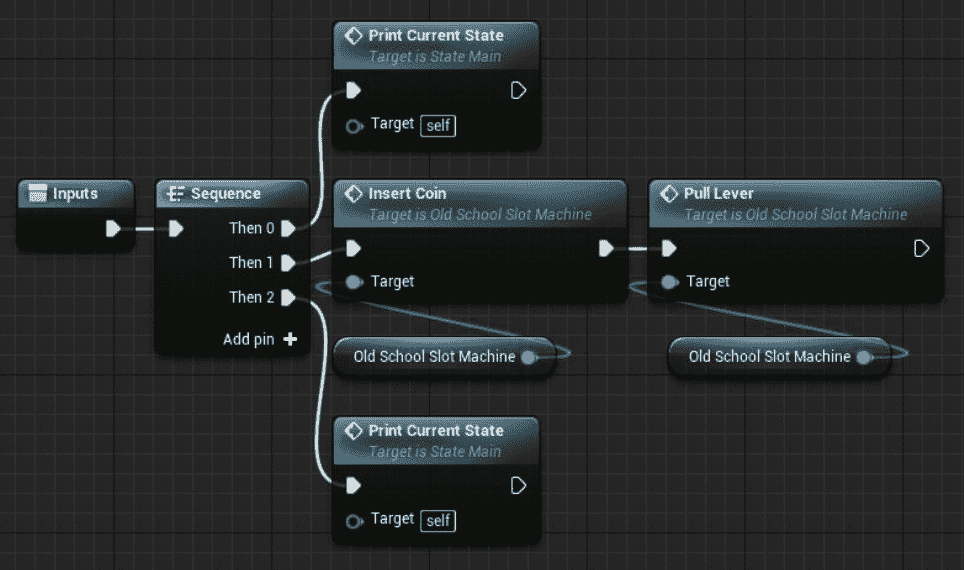 Print Current State
Target is State Main
Target self
Inputs
Sequence
Then 0
Then 1
Then 2
Add pin
Insert Coin
Target is Old School Slot Machine
Target
Old School Slot Machine
Pull Lever
Target is Old School Slot Machine
Target
Old School Slot Machine
Print Current State
Target is State Main
Target self